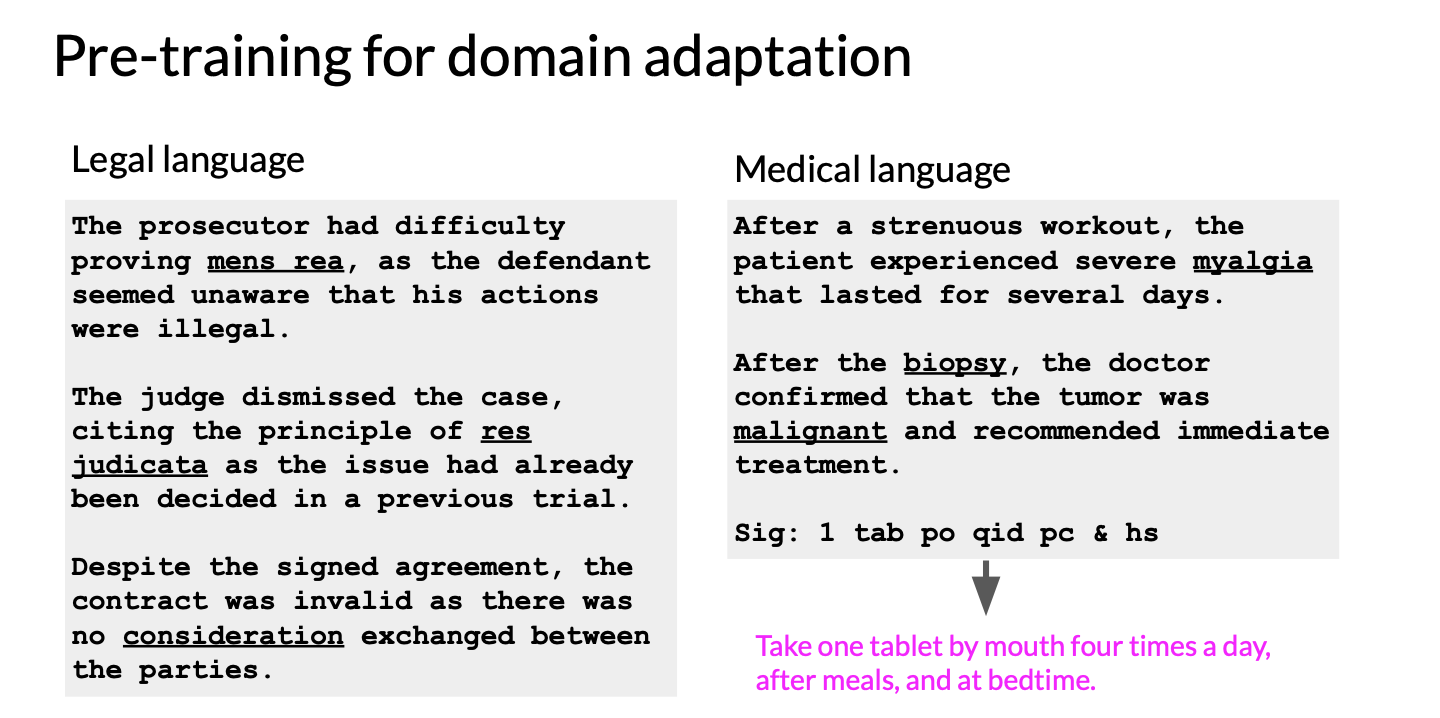 Pre-training for domain adaptation
Legal language
The prosecutor had difficulty
proving mens rea, as the defendant
seemed unaware that his actions
were illegal.
The judge dismissed the case,
citing the principle of res
judicata as the issue had already
been decided in a previous trial.
Despite the signed agreement, the
contract was invalid as there was
no consideration exchanged between
the parties.
Medical language
After a strenuous workout, the
patient experienced severe myalgia
that lasted for several days.
After the biopsy, the doctor
confirmed that the tumor was
malignant and recommended immediate
treatment.
Sig: 1 tab po qid pc & hs
Take one tablet by mouth four times a day,
after meals, and at bedtime.